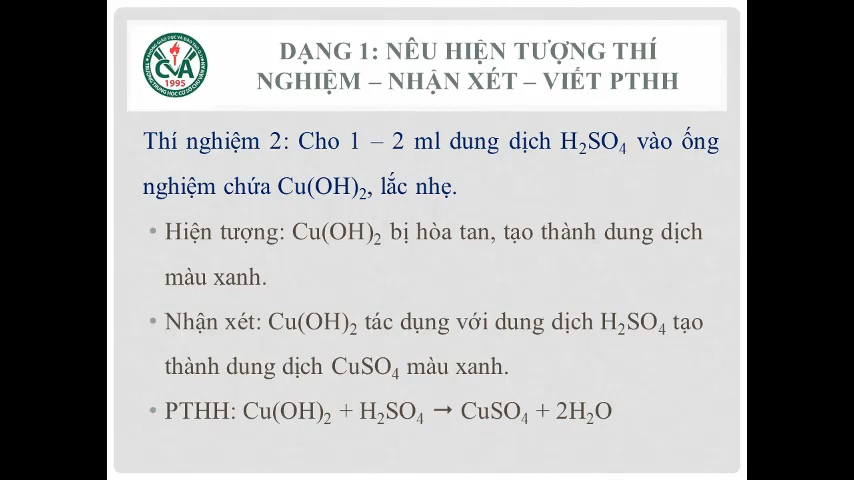 CVA
1995
DẠNG 1: NÊU HIỆN TƯỢNG THÍ
NGHIỆM – NHẬN XÉT – VIẾT PTHH
Thí nghiệm 2: Cho 1 – 2 ml dung dịch H₂SO₄ vào ống
nghiệm chứa Cu(OH)₂, lắc nhẹ.
• Hiện tượng: Cu(OH)₂ bị hòa tan, tạo thành dung dịch
màu xanh.
• Nhận xét: Cu(OH)₂ tác dụng với dung dịch H₂SO₄ tạo
thành dung dịch CuSO₄ màu xanh.
• PTHH: Cu(OH)₂ + H₂SO₄ → CuSO₄ + 2H₂O